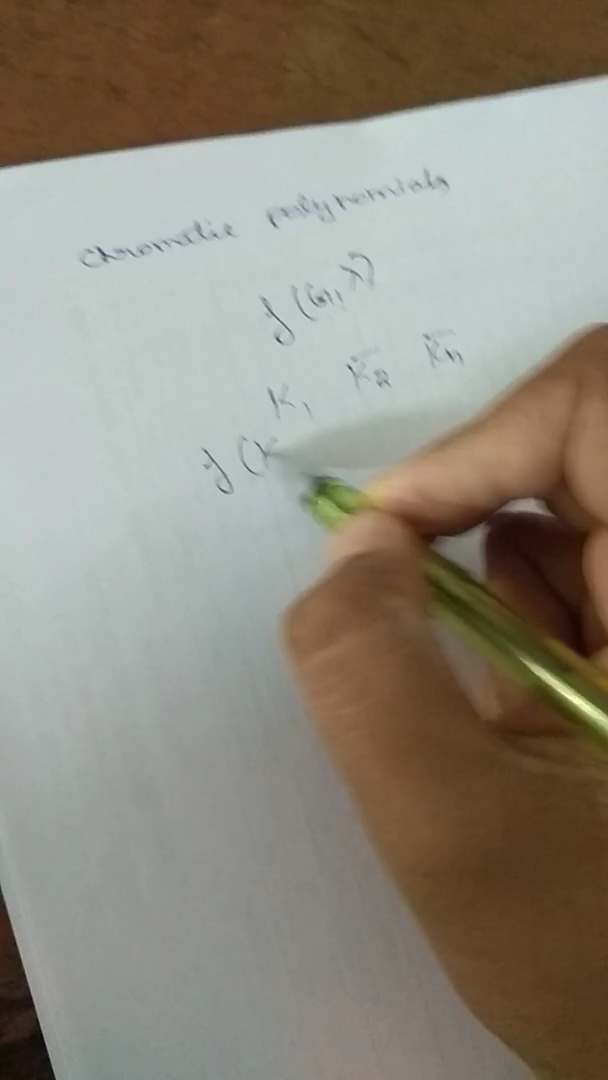 chromatic polynomials
f(G, λ)
K₁ K̅₂ K̅ₙ
f(K